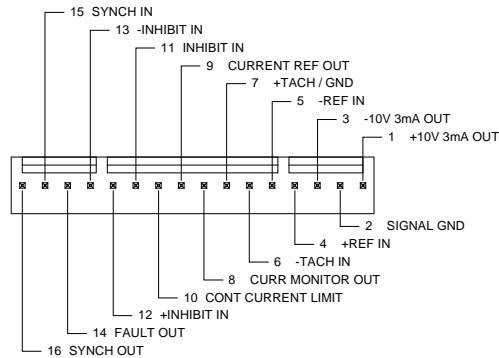 15 SYNCH IN
13 -INHIBIT IN
11 INHIBIT IN
9 CURRENT REF OUT
7 +TACH / GND
5 -REF IN
3 -10V 3mA OUT
1 +10V 3mA OUT
2 SIGNAL GND
4 +REF IN
6 -TACH IN
8 CURR MONITOR OUT
10 CONT CURRENT LIMIT
12 +INHIBIT IN
14 FAULT OUT
16 SYNCH OUT